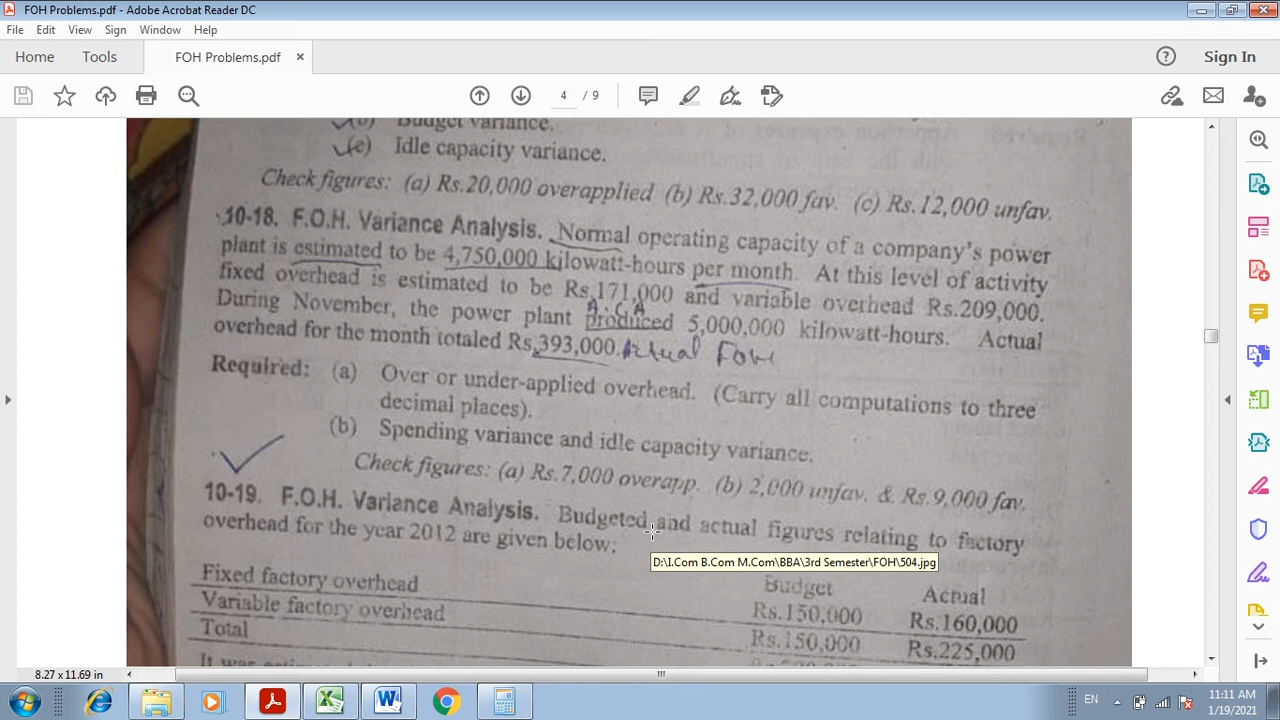 FOH Problems.pdf - Adobe Acrobat Reader DC
File Edit View Sign Window Help
Home Tools FOH Problems.pdf × Sign In
4 / 9
Budget variance.
(c) Idle capacity variance.
Check figures: (a) Rs.20,000 overapplied (b) Rs.32,000 fav. (c) Rs.12,000 unfav.
10-18. F.O.H. Variance Analysis. Normal operating capacity of a company's power
plant is estimated to be 4,750,000 kilowatt-hours per month. At this level of activity
fixed overhead is estimated to be Rs.171,000 and variable overhead Rs.209,000.
A.C.A
During November, the power plant produced 5,000,000 kilowatt-hours. Actual
overhead for the month totaled Rs.393,000. Actual FOH
Required: (a) Over or under-applied overhead. (Carry all computations to three
decimal places).
(b) Spending variance and idle capacity variance.
Check figures: (a) Rs.7,000 overapp. (b) 2,000 unfav. & Rs.9,000 fav.
10-19. F.O.H. Variance Analysis. Budgeted and actual figures relating to factory
overhead for the year 2012 are given below:
D:\I.Com B.Com M.Com\BBA\3rd Semester\FOH\504.jpg
Budget Actual
Fixed factory overhead Rs.150,000 Rs.160,000
Variable factory overhead Rs.150,000 Rs.225,000
Total
8.27 x 11.69 in
EN 11:11 AM
1/19/2021